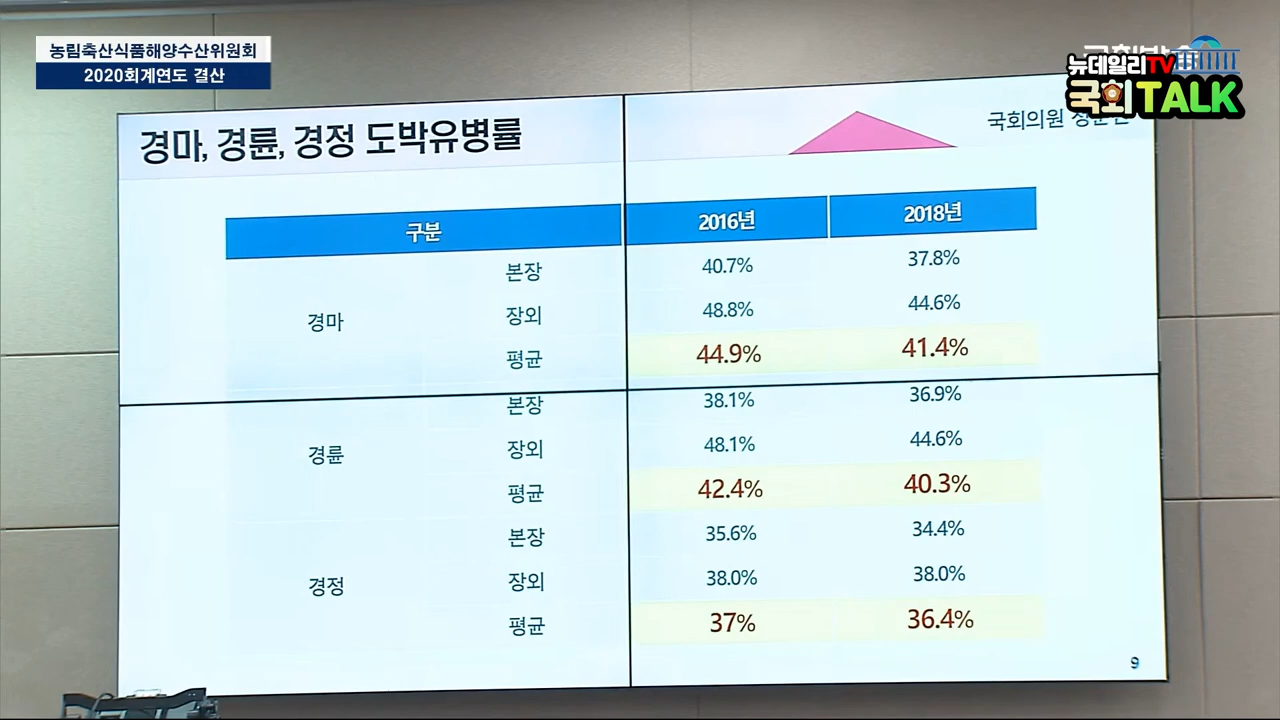 농림축산식품해양수산위원회
2020회계연도 결산
뉴데일리TV
국회TALK
경마, 경륜, 경정 도박유병률
국회의원
구분 2016년 2018년
경마 본장 40.7% 37.8%
장외 48.8% 44.6%
평균 44.9% 41.4%
경륜 본장 38.1% 36.9%
장외 48.1% 44.6%
평균 42.4% 40.3%
경정 본장 35.6% 34.4%
장외 38.0% 38.0%
평균 37% 36.4%
9